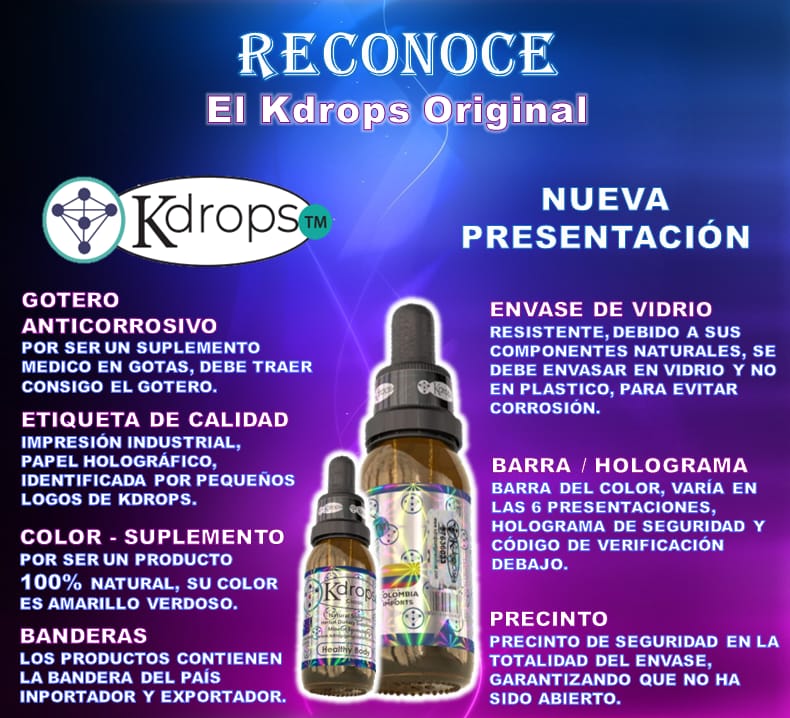 RECONOCE
El Kdrops Original
Kdrops TM
NUEVA
PRESENTACIÓN
GOTERO
ANTICORROSIVO
POR SER UN SUPLEMENTO
MEDICO EN GOTAS, DEBE TRAER
CONSIGO EL GOTERO.
ETIQUETA DE CALIDAD
IMPRESIÓN INDUSTRIAL,
PAPEL HOLOGRÁFICO,
IDENTIFICADA POR PEQUEÑOS
LOGOS DE KDROPS.
COLOR - SUPLEMENTO
POR SER UN PRODUCTO
100% NATURAL, SU COLOR
ES AMARILLO VERDOSO.
BANDERAS
LOS PRODUCTOS CONTIENEN
LA BANDERA DEL PAÍS
INPORTADOR Y EXPORTADOR.
ENVASE DE VIDRIO
RESISTENTE, DEBIDO A SUS
COMPONENTES NATURALES, SE
DEBE ENVASAR EN VIDRIO Y NO
EN PLASTICO, PARA EVITAR
CORROSIÓN.
BARRA / HOLOGRAMA
BARRA DEL COLOR, VARÍA EN
LAS 6 PRESENTACIONES,
HOLOGRAMA DE SEGURIDAD Y
CÓDIGO DE VERIFICACIÓN
DEBAJO.
PRECINTO
PRECINTO DE SEGURIDAD EN LA
TOTALIDAD DEL ENVASE,
GARANTIZANDO QUE NO HA
SIDO ABIERTO.
Kdrops
Kdrops
Classic
Healthy Body
COLOMBIA
IMPORTS